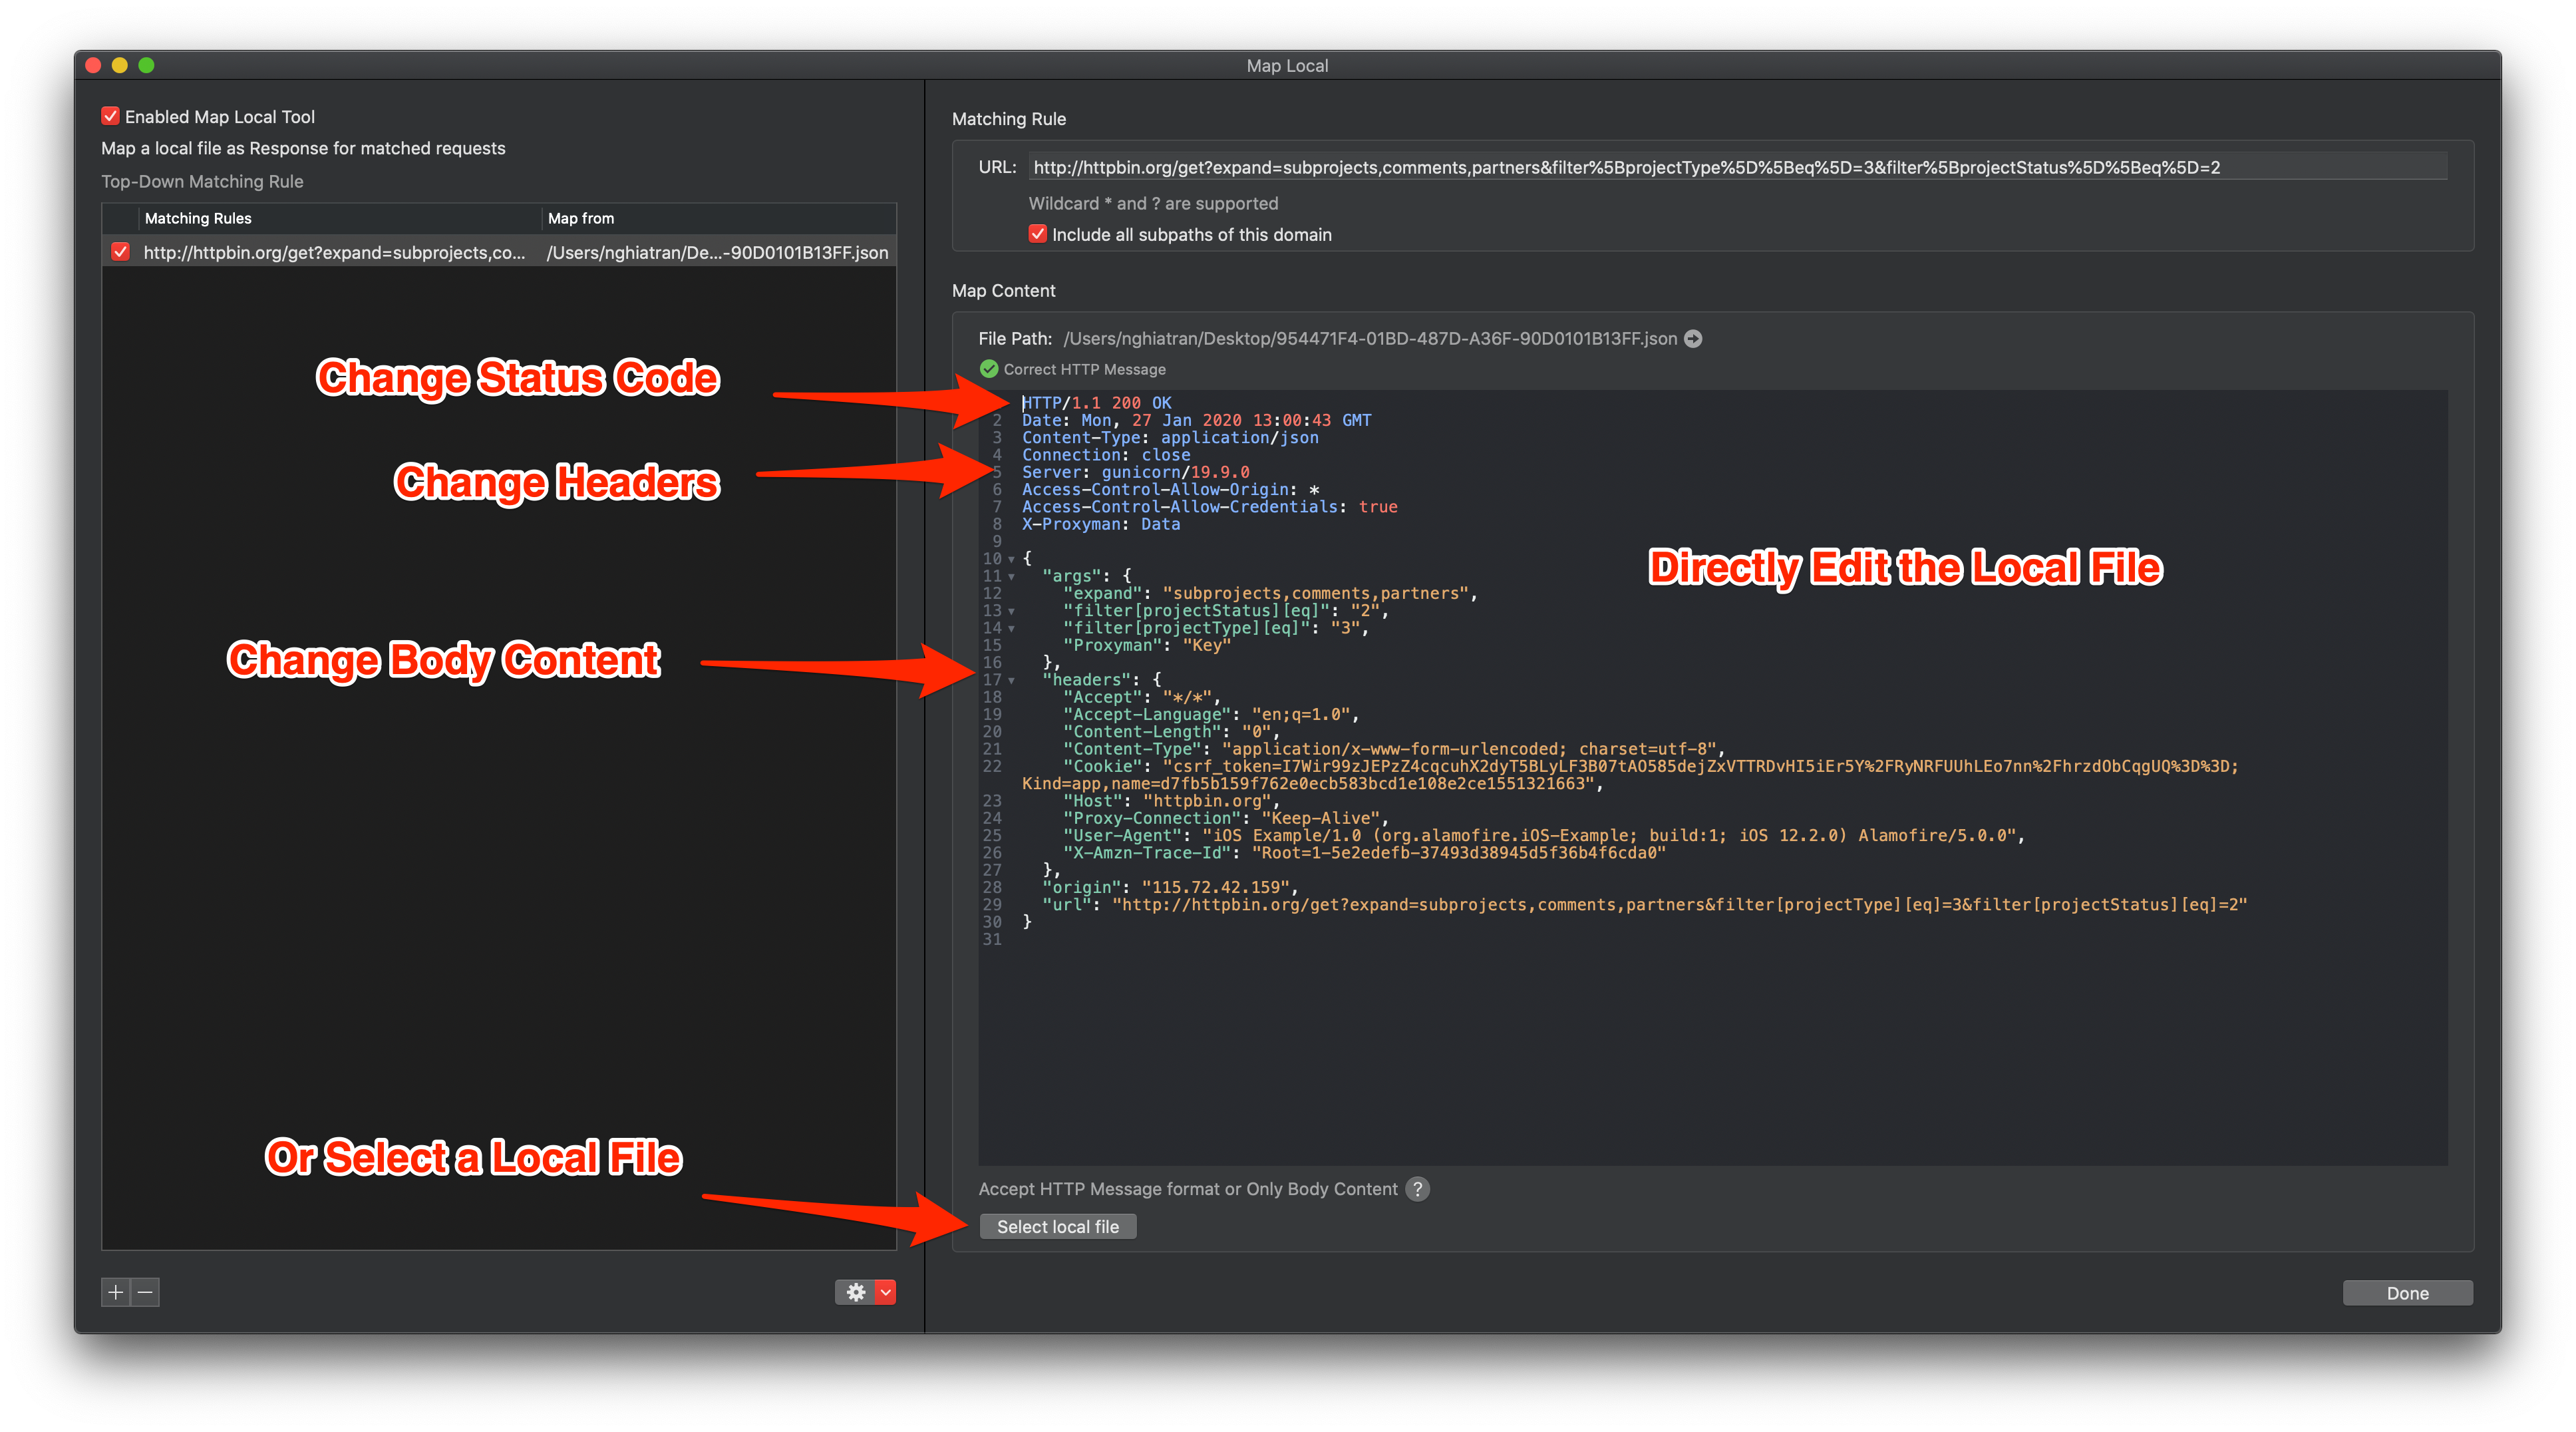 Map Local
Enabled Map Local Tool
Map a local file as Response for matched requests
Top-Down Matching Rule
Matching Rules
Map from
http://httpbin.org/get?expand=subprojects,co...
/Users/nghiatran/De...-90D0101B13FF.json
Change Status Code
Change Headers
Change Body Content
Or Select a Local File
Matching Rule
URL: http://httpbin.org/get?expand=subprojects,comments,partners&filter%5BprojectType%5D%5Beq%5D=3&filter%5BprojectStatus%5D%5Beq%5D=2
Wildcard * and ? are supported
Include all subpaths of this domain
Map Content
File Path: /Users/nghiatran/Desktop/954471F4-01BD-487D-A36F-90D0101B13FF.json
Correct HTTP Message
HTTP/1.1 200 OK
2 Date: Mon, 27 Jan 2020 13:00:43 GMT
3 Content-Type: application/json
4 Connection: close
5 Server: gunicorn/19.9.0
6 Access-Control-Allow-Origin: *
7 Access-Control-Allow-Credentials: true
8 X-Proxyman: Data
9
10 {
11 "args": {
12 "expand": "subprojects,comments,partners",
13 "filter[projectStatus][eq]": "2",
14 "filter[projectType][eq]": "3",
15 "Proxyman": "Key"
16 },
17 "headers": {
18 "Accept": "*/*",
19 "Accept-Language": "en;q=1.0",
20 "Content-Length": "0",
21 "Content-Type": "application/x-www-form-urlencoded; charset=utf-8",
22 "Cookie": "csrf_token=I7Wir99zJEPzZ4cqcuhX2dyT5BLyLF3B07tAO585dejZxVTTRDvHI5iEr5Y%2FRyNRFUUhLEo7nn%2FhrzdObCqgUQ%3D%3D;
Kind=app,name=d7fb5b159f762e0ecb583bcd1e108e2ce1551321663",
23 "Host": "httpbin.org",
24 "Proxy-Connection": "Keep-Alive",
25 "User-Agent": "iOS Example/1.0 (org.alamofire.iOS-Example; build:1; iOS 12.2.0) Alamofire/5.0.0",
26 "X-Amzn-Trace-Id": "Root=1-5e2edefb-37493d38945d5f36b4f6cda0"
27 },
28 "origin": "115.72.42.159",
29 "url": "http://httpbin.org/get?expand=subprojects,comments,partners&filter[projectType][eq]=3&filter[projectStatus][eq]=2"
30 }
31
Directly Edit the Local File
Accept HTTP Message format or Only Body Content ?
Select local file
Done